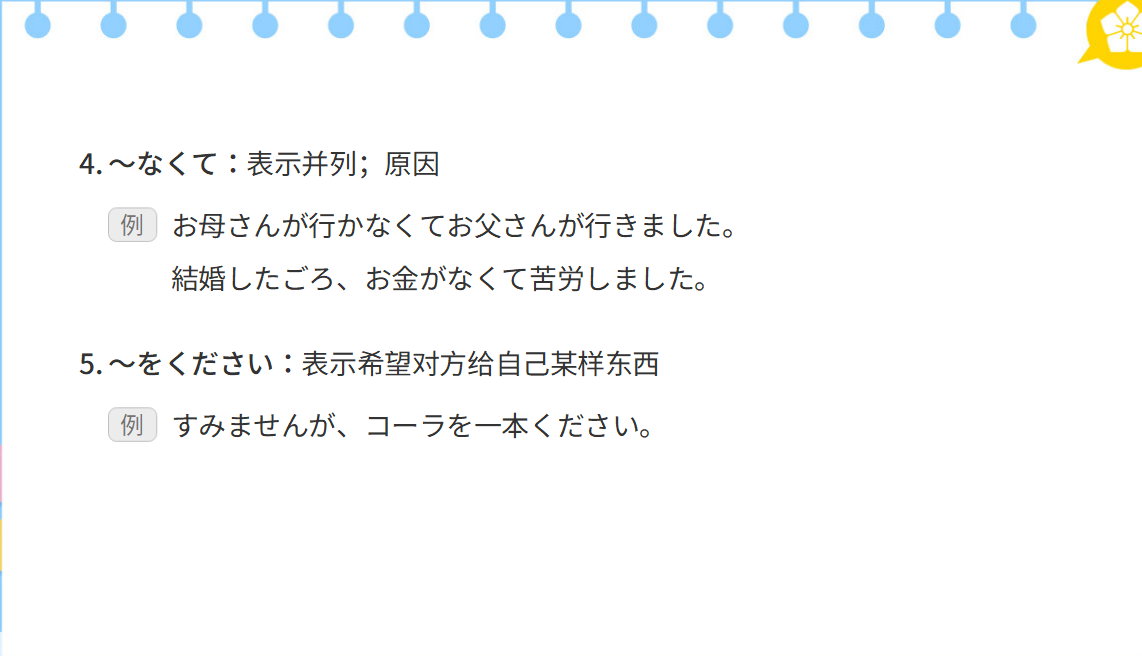 4. ～なくて：表示并列；原因
例 お母さんが行かなくてお父さんが行きました。
結婚したごろ、お金がなくて苦労しました。
5. ～をください：表示希望对方给自己某样东西
例 すみませんが、コーラを一本ください。